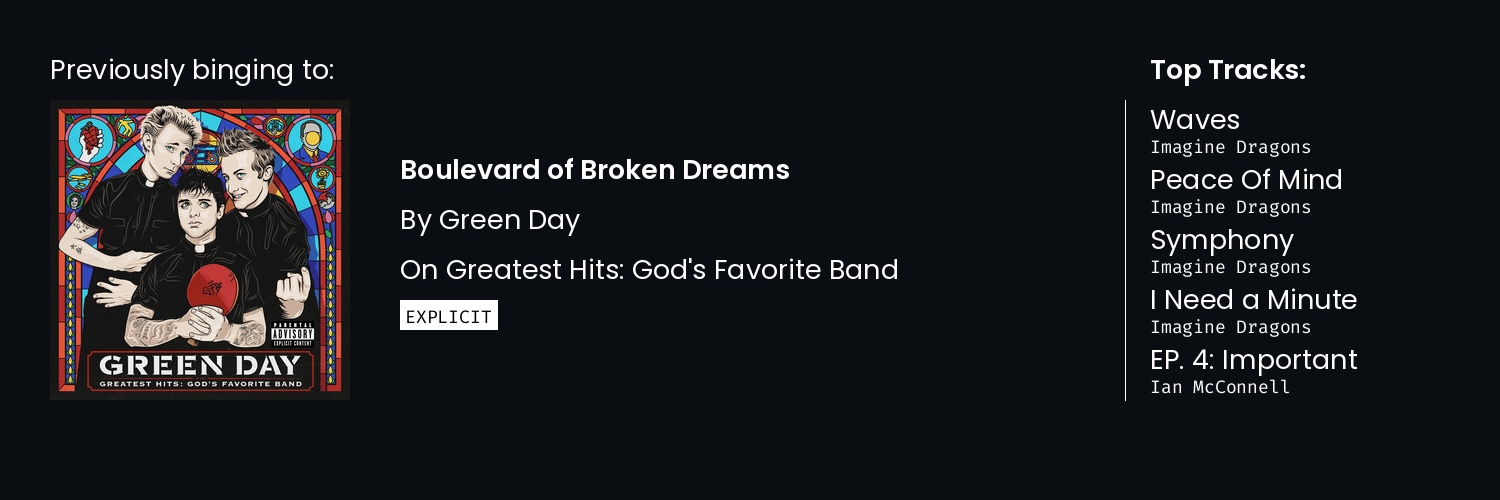 Previously binging to:
PARENTAL
ADVISORY
EXPLICIT CONTENT
GREEN DAY
GREATEST HITS: GOD'S FAVORITE BAND
Boulevard of Broken Dreams
By Green Day
On Greatest Hits: God's Favorite Band
EXPLICIT
Top Tracks:
Waves
Imagine Dragons
Peace Of Mind
Imagine Dragons
Symphony
Imagine Dragons
I Need a Minute
Imagine Dragons
EP. 4: Important
Ian McConnell